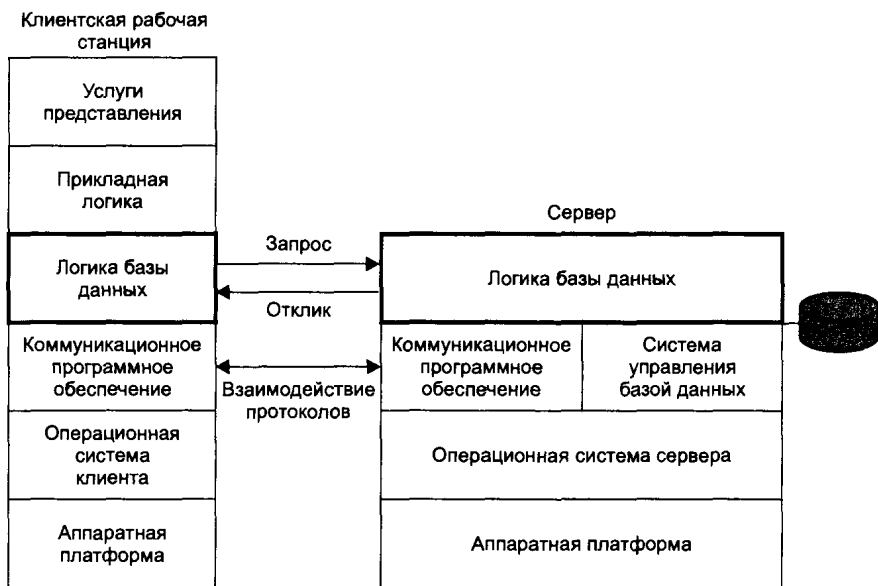 Клиентская рабочая
станция
Услуги
представления
Прикладная
логика
Логика базы
данных
Коммуникационное
программное
обеспечение
Операционная
система
клиента
Аппаратная
платформа
Запрос
Отклик
Взаимодействие
протоколов
Сервер
Логика базы данных
Коммуникационное
программное
обеспечение
Система
управления
базой данных
Операционная система сервера
Аппаратная платформа